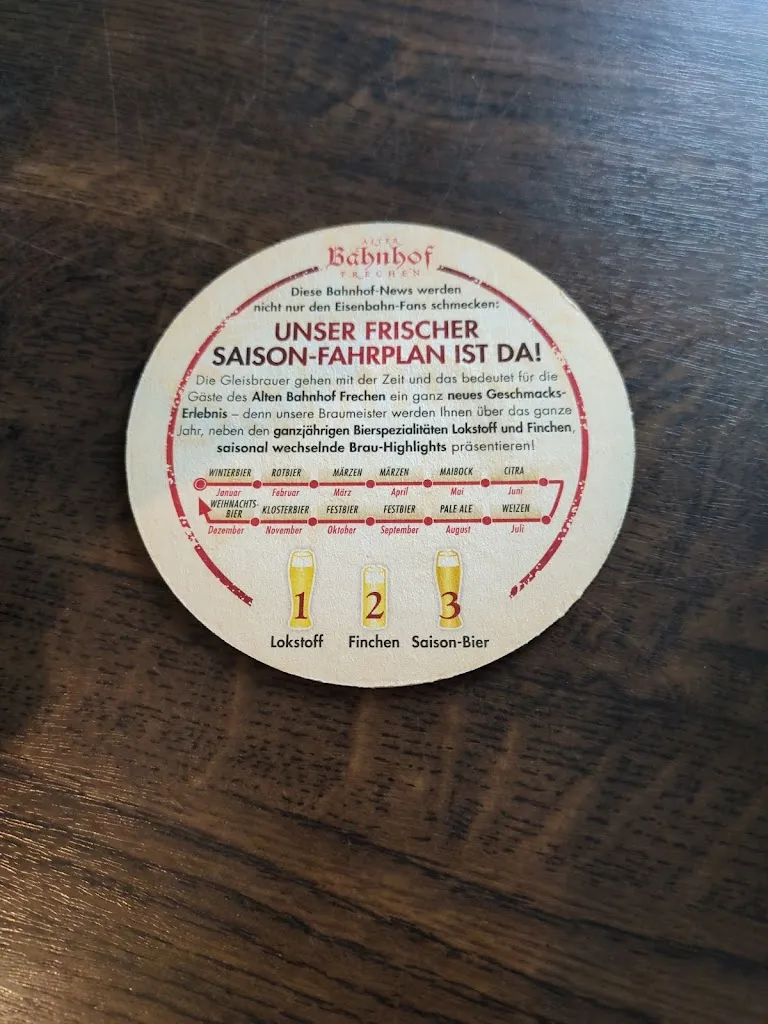 ALTER
Bahnhof
FRECHEN
Diese Bahnhof-News werden
nicht nur den Eisenbahn-Fans schmecken:
UNSER FRISCHER
SAISON-FAHRPLAN IST DA!
Die Gleisbrauer gehen mit der Zeit und das bedeutet für die
Gäste des Alten Bahnhof Frechen ein ganz neues Geschmacks-
Erlebnis – denn unsere Braumeister werden Ihnen über das ganze
Jahr, neben den ganzjährigen Bierspezialitäten Lokstoff und Finchen,
saisonal wechselnde Brau-Highlights präsentieren!
WINTERBIER ROTBIER MÄRZEN MÄRZEN MAIBOCK CITRA
Januar Februar März April Mai Juni
WEIHNACHTS-
BIER KLOSTERBIER FESTBIER FESTBIER PALE ALE WEIZEN
Dezember November Oktober September August Juli
1 2 3
Lokstoff Finchen Saison-Bier